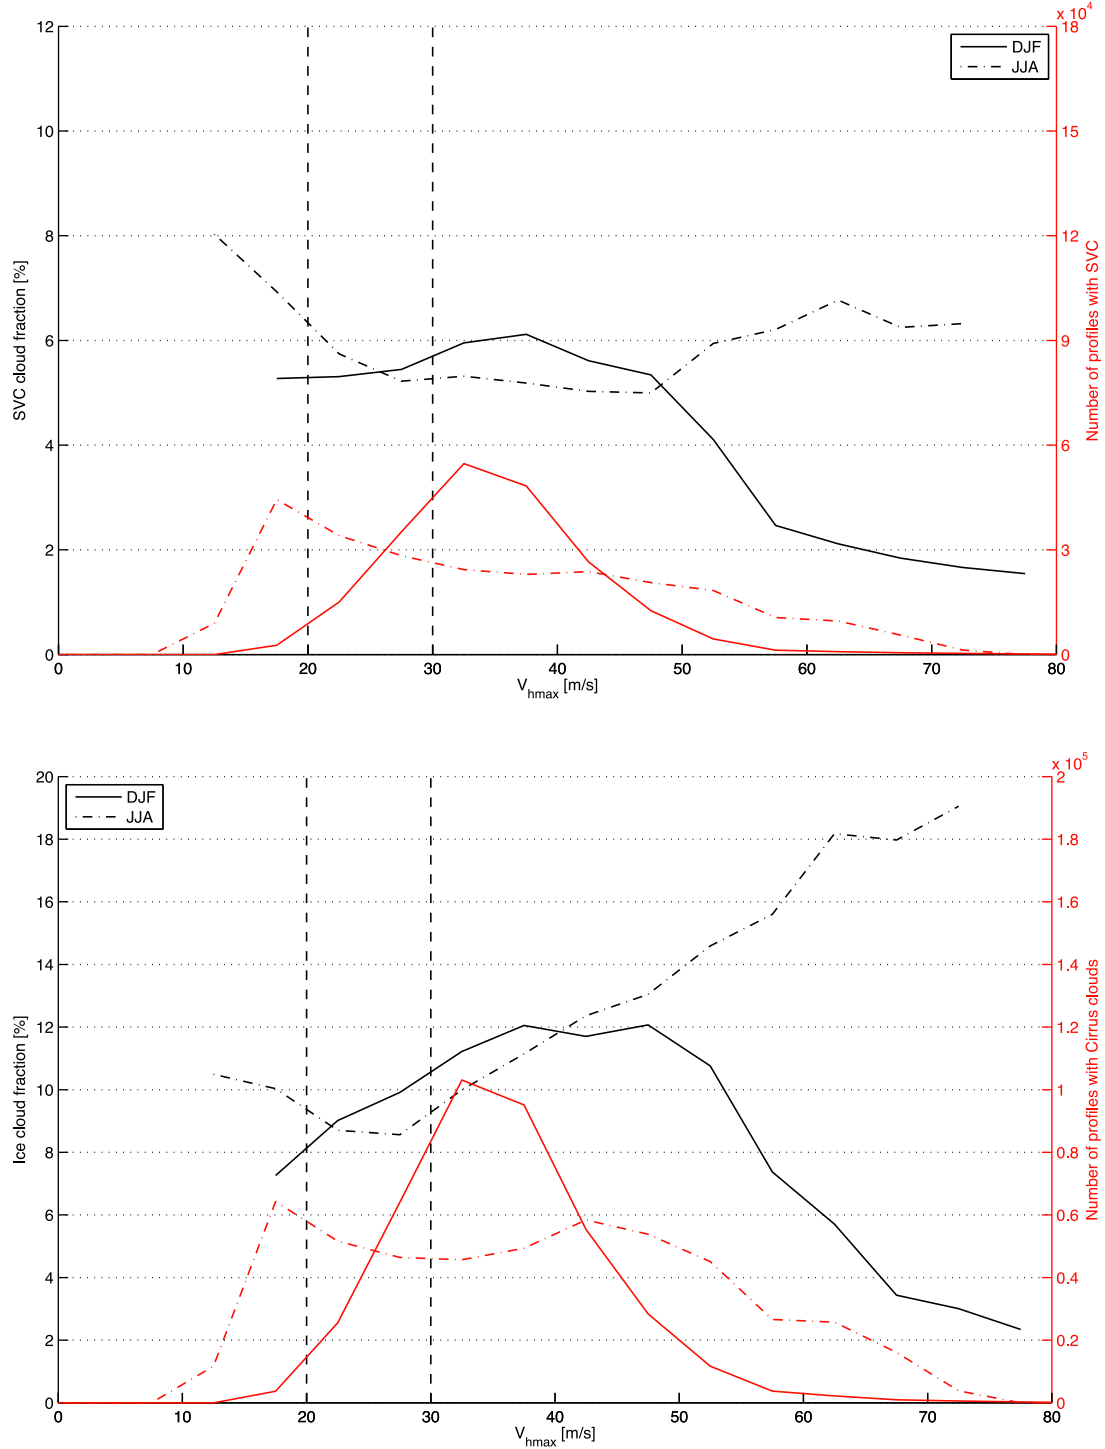 x 10^4
12 18
DJF
JJA
10 15
8 12
6 9
4 6
2 3
0 0
SVC cloud fraction [%]
Number of profiles with SVC
0 10 20 30 40 50 60 70 80
V_hmax [m/s]
x 10^5
20 2
DJF
JJA
18 1.8
16 1.6
14 1.4
12 1.2
10 1
8 0.8
6 0.6
4 0.4
2 0.2
0 0
Ice cloud fraction [%]
Number of profiles with Cirrus clouds
0 10 20 30 40 50 60 70 80
V_hmax [m/s]